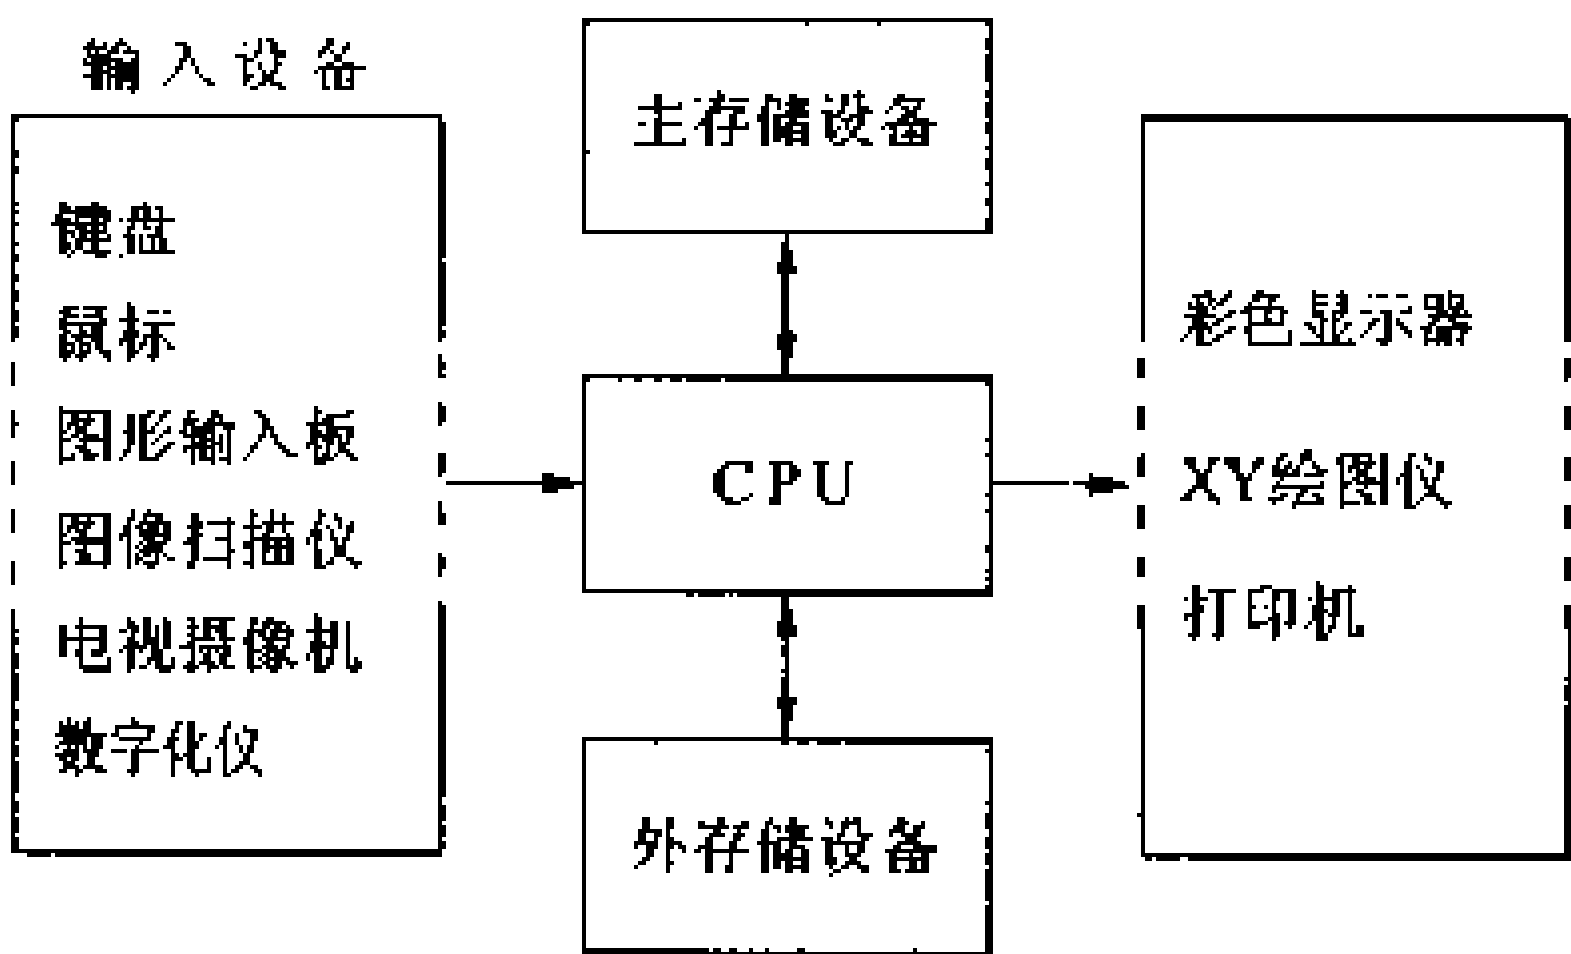 输入设备
键盘
鼠标
图形输入板
图像扫描仪
电视摄像机
数字化仪
主存储设备
CPU
外存储设备
彩色显示器
XY绘图仪
打印机